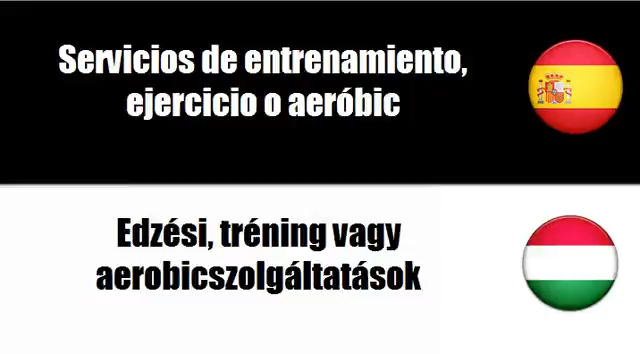 Servicios de entrenamiento,
ejercicio o aeróbic
Edzési, tréning vagy
aerobicszolgáltatások